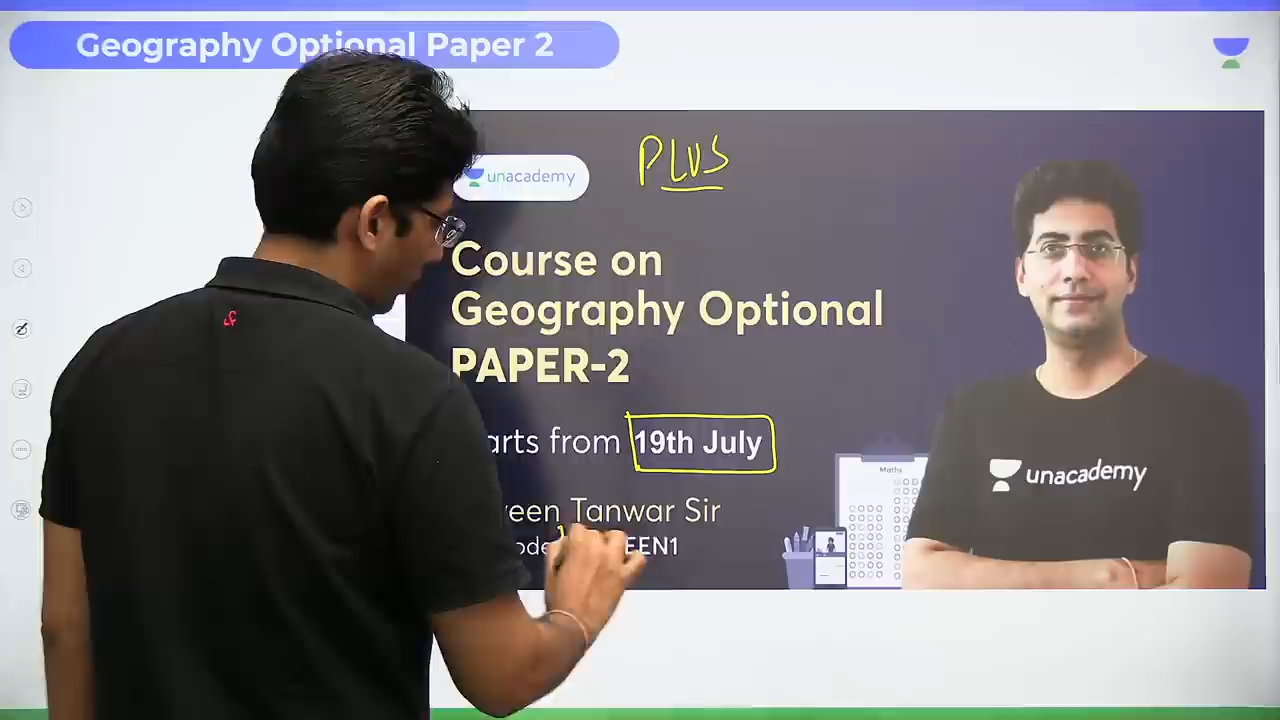 Geography Optional Paper 2
unacademy
PLUS
Course on
Geography Optional
PAPER-2
arts from 19th July
veen Tanwar Sir
ode EEN1
Maths
unacademy